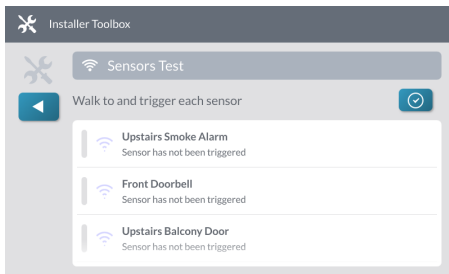 Installer Toolbox
Sensors Test
Walk to and trigger each sensor
Upstairs Smoke Alarm
Sensor has not been triggered
Front Doorbell
Sensor has not been triggered
Upstairs Balcony Door
Sensor has not been triggered